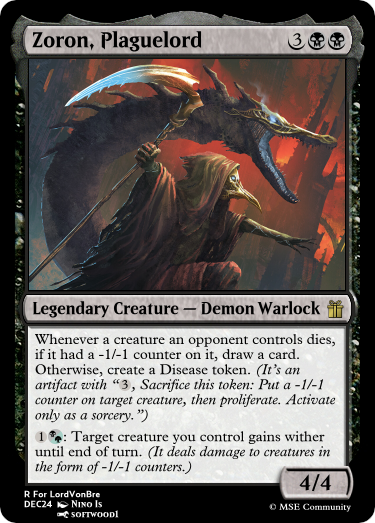 Zoron, Plaguelord 3
Legendary Creature — Demon Warlock
Whenever a creature an opponent controls dies,
if it had a -1/-1 counter on it, draw a card.
Otherwise, create a Disease token. (It's an
artifact with “3, Sacrifice this token: Put a -1/-1
counter on target creature, then proliferate. Activate
only as a sorcery.”)
1: Target creature you control gains wither
until end of turn. (It deals damage to creatures in
the form of -1/-1 counters.)
4/4
R For LordVonBre
DEC24 Nino Is
softwood1
© MSE Community